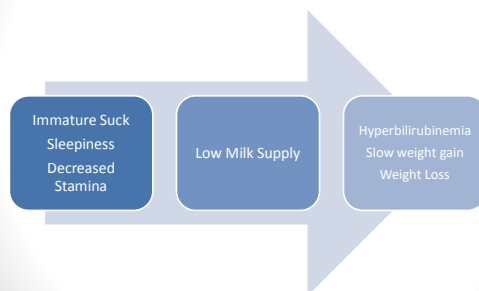 Immature Suck
Sleepiness
Decreased
Stamina
Low Milk Supply
Hyperbilirubinemia
Slow weight gain
Weight Loss